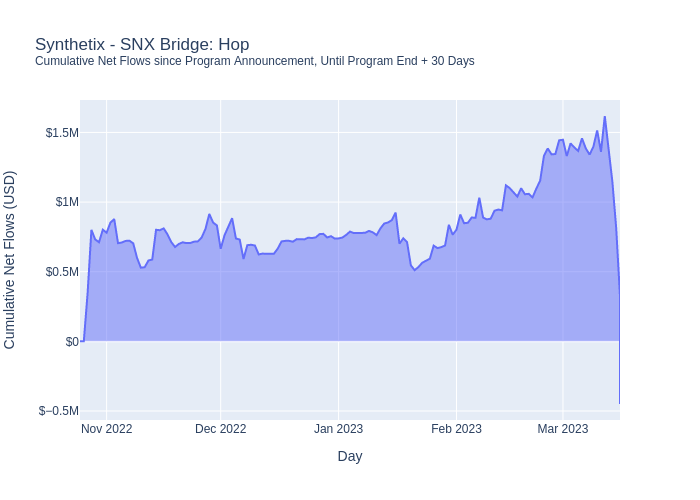 Synthetix - SNX Bridge: Hop
Cumulative Net Flows since Program Announcement, Until Program End + 30 Days
Cumulative Net Flows (USD)
$1.5M
$1M
$0.5M
$0
$−0.5M
Nov 2022
Dec 2022
Jan 2023
Feb 2023
Mar 2023
Day